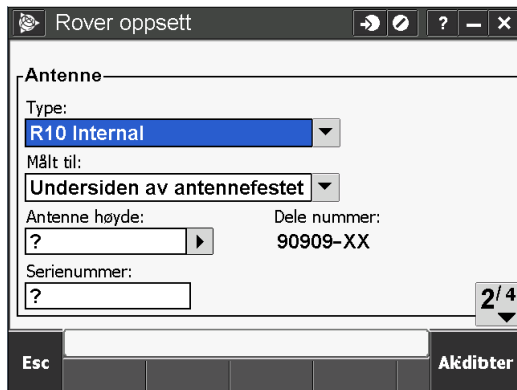 Rover oppsett
? – ×
Antenne
Type:
R10 Internal
Målt til:
Undersiden av antennefestet
Antenne høyde:
Dele nummer:
?
90909-XX
Serienummer:
?
2/4
Esc